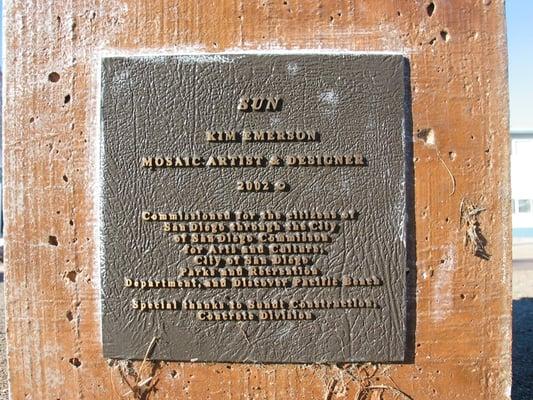 SUN
KIM EMERSON
MOSAIC ARTIST & DESIGNER
2002 ©
Commissioned for the citizens of
San Diego through the City
of San Diego Commission
for Arts and Culture,
City of San Diego,
Parks and Recreation
Department, and Discover Pacific Beach
Special thanks to Sundt Construction,
Concrete Division